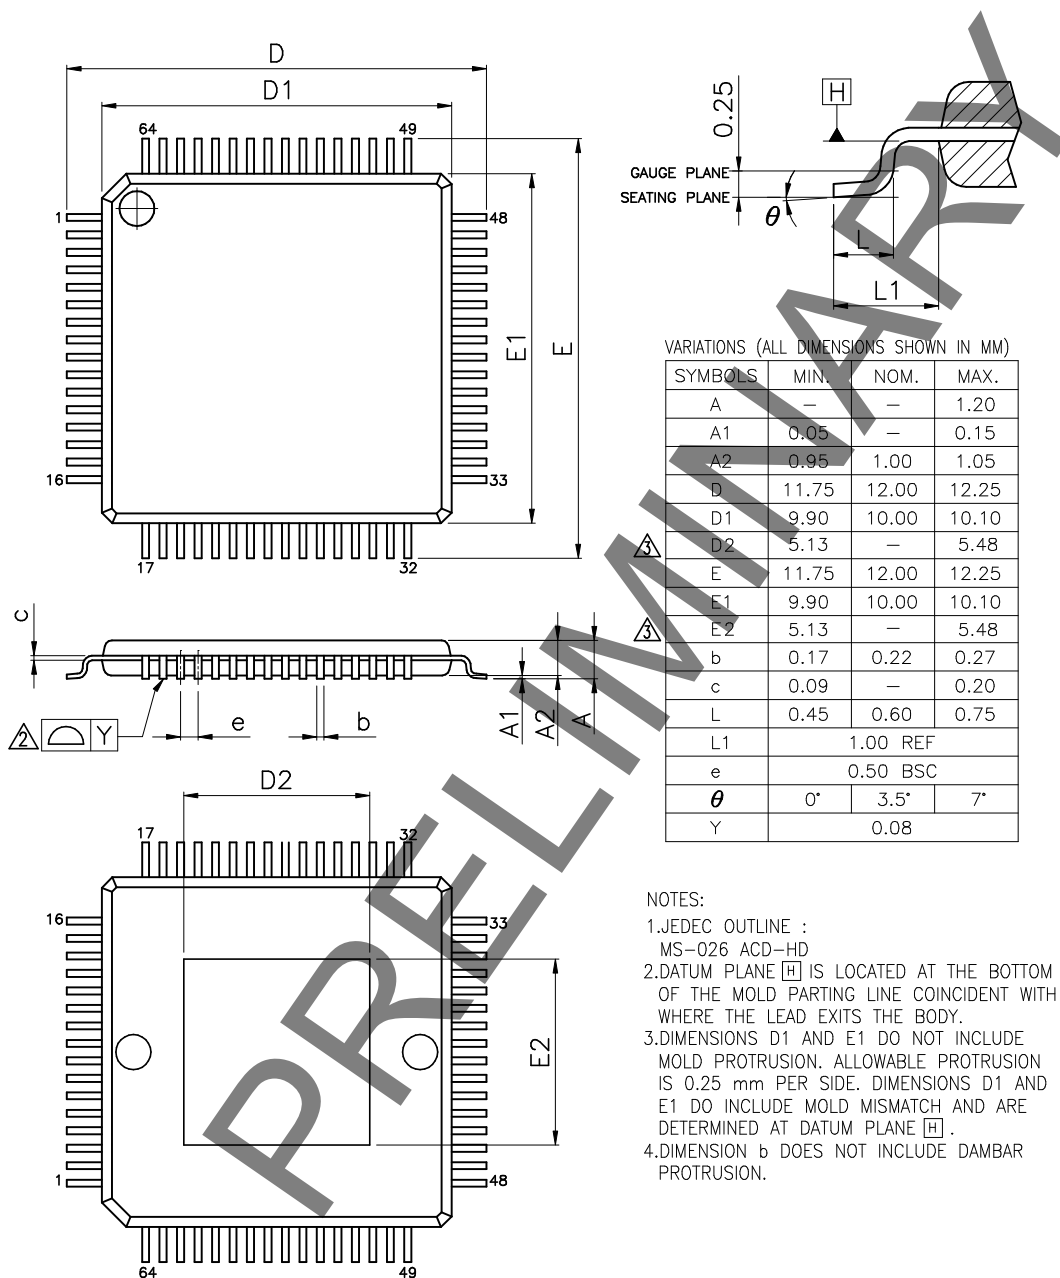 D
D1
64 49
1 48
E1
E
16 33
17 32
0.25
H
GAUGE PLANE
SEATING PLANE
θ
L
L1
VARIATIONS (ALL DIMENSIONS SHOWN IN MM)
SYMBOLS MIN. NOM. MAX.
A – – 1.20
A1 0.05 – 0.15
A2 0.95 1.00 1.05
D 11.75 12.00 12.25
D1 9.90 10.00 10.10
3 D2 5.13 – 5.48
E 11.75 12.00 12.25
E1 9.90 10.00 10.10
3 E2 5.13 – 5.48
b 0.17 0.22 0.27
c 0.09 – 0.20
L 0.45 0.60 0.75
L1 1.00 REF
e 0.50 BSC
θ 0° 3.5° 7°
Y 0.08
c
2 Y
e
b
A1
A2
A
D2
17 32
16 33
E2
1 48
64 49
NOTES:
1.JEDEC OUTLINE :
MS-026 ACD-HD
2.DATUM PLANE H IS LOCATED AT THE BOTTOM
OF THE MOLD PARTING LINE COINCIDENT WITH
WHERE THE LEAD EXITS THE BODY.
3.DIMENSIONS D1 AND E1 DO NOT INCLUDE
MOLD PROTRUSION. ALLOWABLE PROTRUSION
IS 0.25 mm PER SIDE. DIMENSIONS D1 AND
E1 DO INCLUDE MOLD MISMATCH AND ARE
DETERMINED AT DATUM PLANE H .
4.DIMENSION b DOES NOT INCLUDE DAMBAR
PROTRUSION.
PRELIMINARY